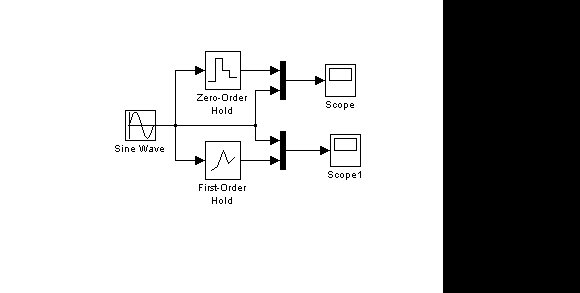 Zero-Order
Hold
Scope
Sine Wave
First-Order
Hold
Scope1